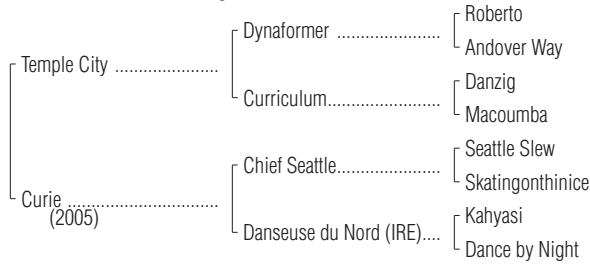 Roberto
Dynaformer ....................
Andover Way
Temple City .....................
Danzig
Curriculum......................
Macoumba
Seattle Slew
Chief Seattle.....................
Skatingonthinice
Curie .............................
(2005)
Kahyasi
Danseuse du Nord (IRE)....
Dance by Night